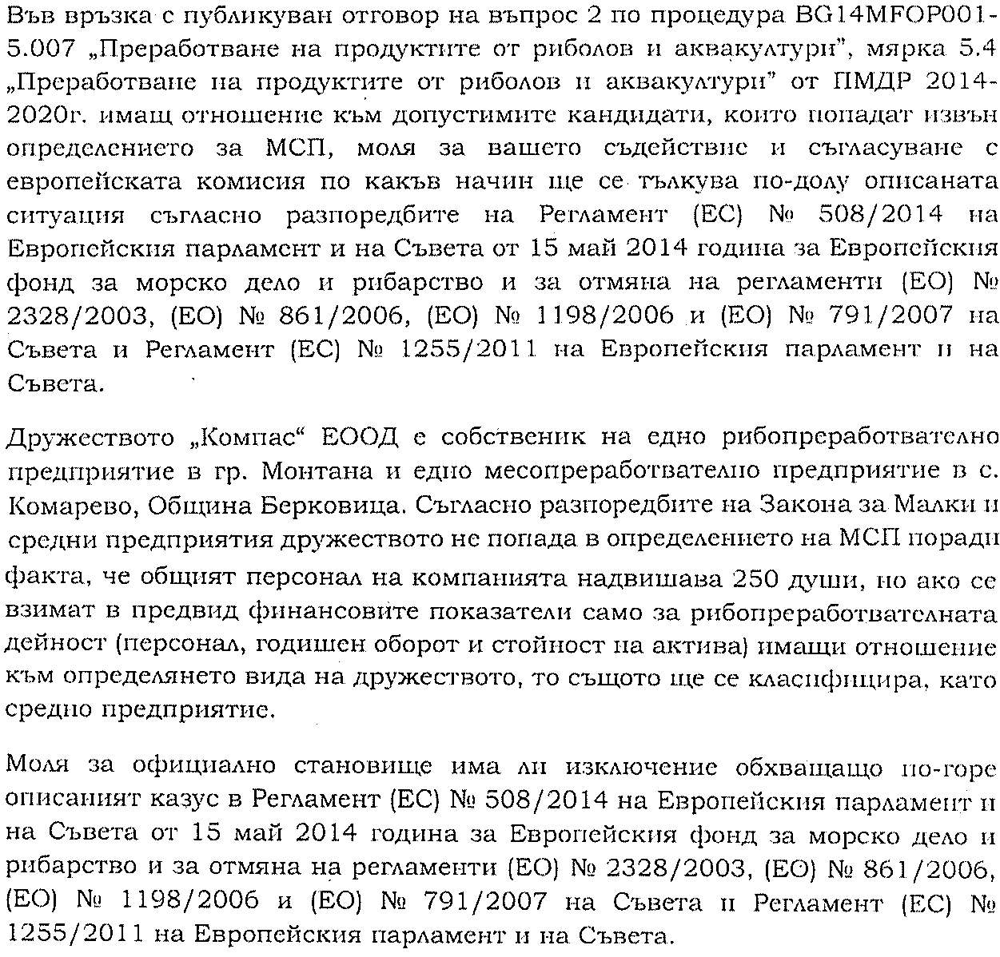 Във връзка с публикуван отговор на въпрос 2 по процедура BG14MFOP001-
5.007 „Преработване на продуктите от риболов и аквакултури”, мярка 5.4
„Преработване на продуктите от риболов и аквакултури” от ПМДР 2014-
2020г. имащ отношение към допустимите кандидати, които попадат извън
определението за МСП, моля за вашето съдействие и съгласуване с
европейската комисия по какъв начин ще се тълкува по-долу описаната
ситуация съгласно разпоредбите на Регламент (ЕС) № 508/2014 на
Европейския парламент и на Съвета от 15 май 2014 година за Европейския
фонд за морско дело и рибарство и за отмяна на регламенти (ЕО) №
2328/2003, (ЕО) № 861/2006, (ЕО) № 1198/2006 и (ЕО) № 791/2007 на
Съвета и Регламент (ЕС) № 1255/2011 на Европейския парламент и на
Съвета.
Дружеството „Компас“ ЕООД е собственик на едно рибопреработвателно
предприятие в гр. Монтана и едно месопреработвателно предприятие в с.
Комарево, Община Берковица. Съгласно разпоредбите на Закона за Малки и
средни предприятия дружеството не попада в определението на МСП поради
факта, че общият персонал на компанията надвишава 250 души, но ако се
взимат в предвид финансовите показатели само за рибопреработвателната
дейност (персонал, годишен оборот и стойност на актива) имащи отношение
към определянето вида на дружеството, то същото ще се класифицира, като
средно предприятие.
Моля за официално становище има ли изключение обхващащо по-горе
описаният казус в Регламент (ЕС) № 508/2014 на Европейския парламент и
на Съвета от 15 май 2014 година за Европейския фонд за морско дело и
рибарство и за отмяна на регламенти (ЕО) № 2328/2003, (ЕО) № 861/2006,
(ЕО) № 1198/2006 и (ЕО) № 791/2007 на Съвета и Регламент (ЕС) №
1255/2011 на Европейския парламент и на Съвета.